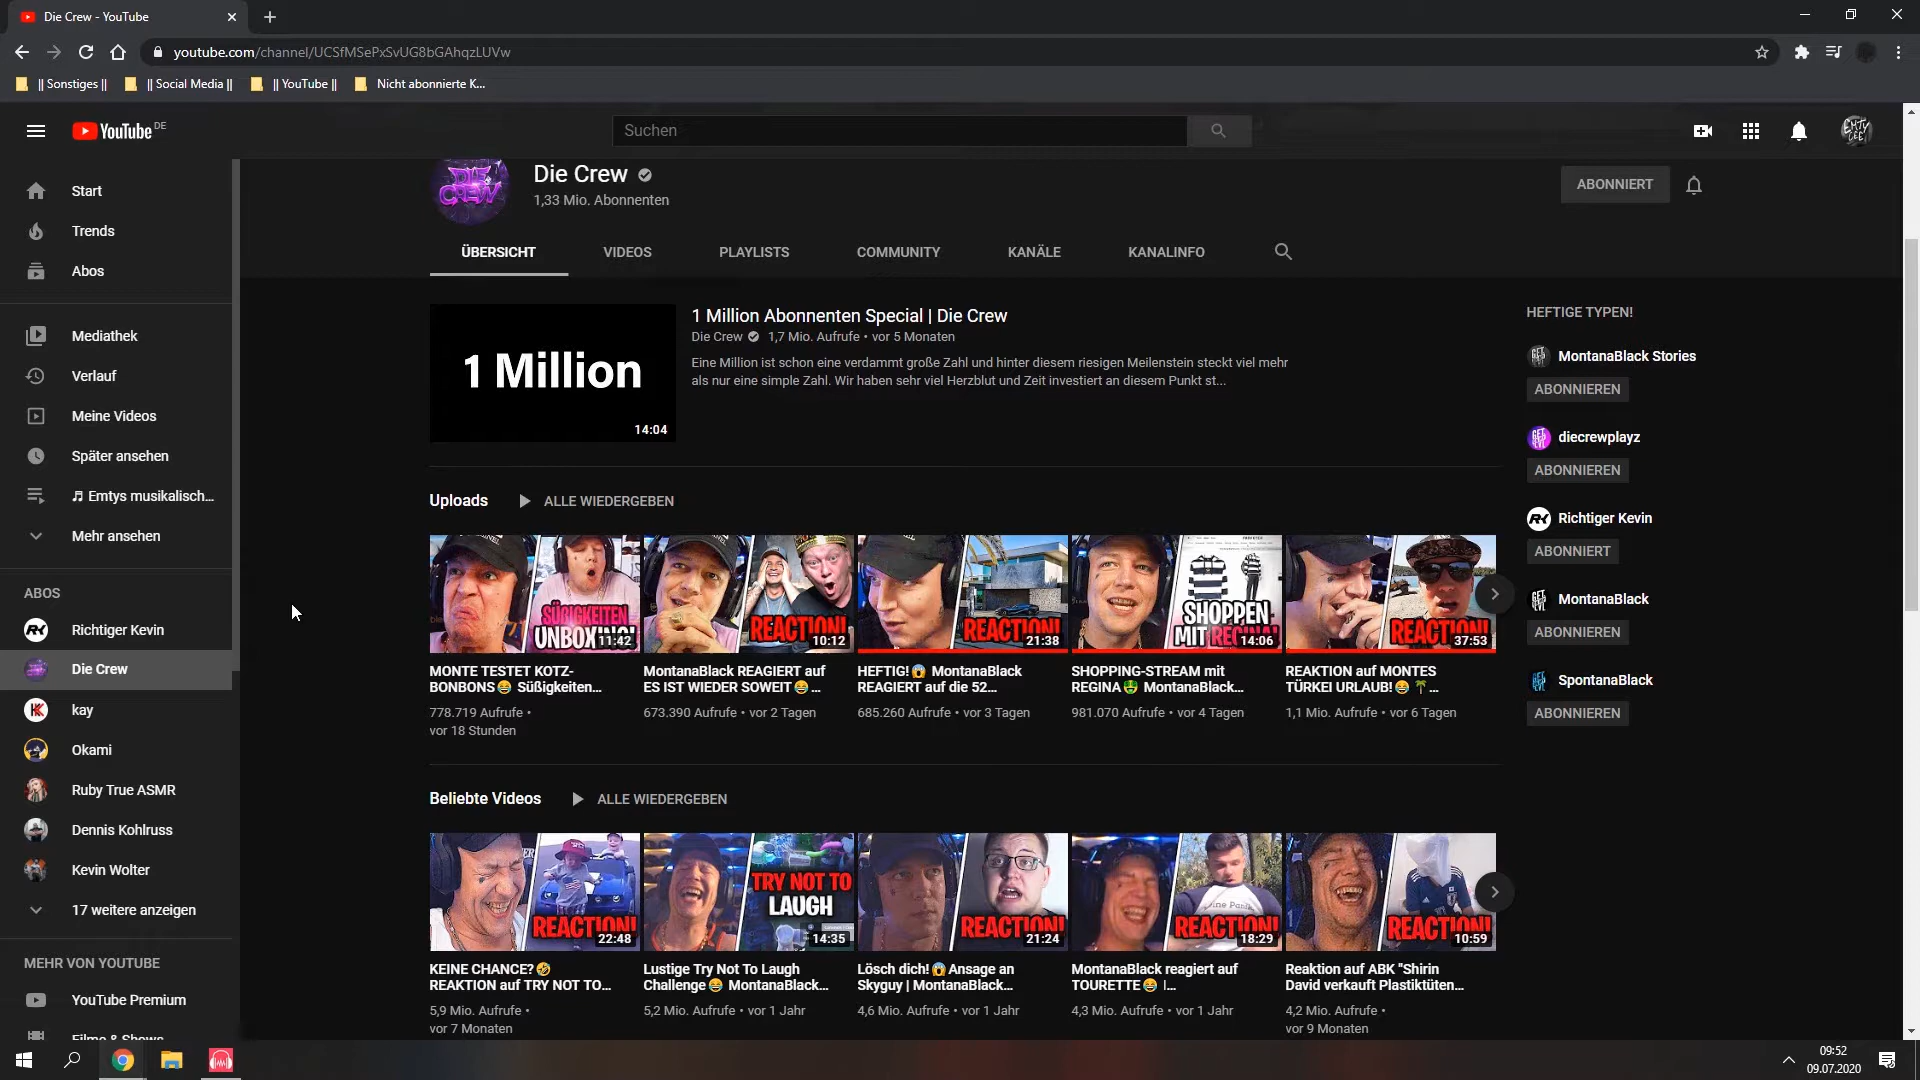 Die Crew - YouTube
youtube.com/channel/UCSfMSePxSvUG8bGAhqzLUVw
|| Sonstiges ||
|| Social Media ||
|| YouTube ||
Nicht abonnierte K...
YouTube DE
Suchen
Start
Trends
Abos
Mediathek
Verlauf
Meine Videos
Später ansehen
♬ Emtys musikalisch...
Mehr ansehen
ABOS
Richtiger Kevin
Die Crew
kay
Okami
Ruby True ASMR
Dennis Kohlruss
Kevin Wolter
17 weitere anzeigen
MEHR VON YOUTUBE
YouTube Premium
Filme & Shows
DIE CREW
Die Crew
1,33 Mio. Abonnenten
ABONNIERT
ÜBERSICHT
VIDEOS
PLAYLISTS
COMMUNITY
KANÄLE
KANALINFO
1 Million
14:04
1 Million Abonnenten Special | Die Crew
Die Crew 1,7 Mio. Aufrufe • vor 5 Monaten
Eine Million ist schon eine verdammt große Zahl und hinter diesem riesigen Meilenstein steckt viel mehr
als nur eine simple Zahl. Wir haben sehr viel Herzblut und Zeit investiert an diesem Punkt st...
Uploads
ALLE WIEDERGEBEN
SÜßIGKEITEN
UNBOXING!
11:42
MONTE TESTET KOTZ-
BONBONS😂 Süßigkeiten...
778.719 Aufrufe •
vor 18 Stunden
REACTION!
10:12
MontanaBlack REAGIERT auf
ES IST WIEDER SOWEIT😂...
673.390 Aufrufe • vor 2 Tagen
REACTION!
21:38
HEFTIG!😱 MontanaBlack
REAGIERT auf die 52...
685.260 Aufrufe • vor 3 Tagen
SHOPPEN
MIT REGINA!
14:06
SHOPPING-STREAM mit
REGINA🤑 MontanaBlack...
981.070 Aufrufe • vor 4 Tagen
REACTION!
37:53
REAKTION auf MONTES
TÜRKEI URLAUB!😂🌴...
1,1 Mio. Aufrufe • vor 6 Tagen
Beliebte Videos
ALLE WIEDERGEBEN
REACTION!
22:48
KEINE CHANCE?🤣
REAKTION auf TRY NOT TO...
5,9 Mio. Aufrufe •
vor 7 Monaten
TRY NOT TO
LAUGH
14:35
Lustige Try Not To Laugh
Challenge😂 MontanaBlack...
5,2 Mio. Aufrufe • vor 1 Jahr
REACTION!
21:24
Lösch dich!😱Ansage an
Skyguy | MontanaBlack...
4,6 Mio. Aufrufe • vor 1 Jahr
REACTION!
18:29
MontanaBlack reagiert auf
TOURETTE😂 |...
4,3 Mio. Aufrufe • vor 1 Jahr
REACTION!
10:59
Reaktion auf ABK "Shirin
David verkauft Plastiktüten...
4,2 Mio. Aufrufe •
vor 9 Monaten
HEFTIGE TYPEN!
MontanaBlack Stories
ABONNIEREN
diecrewplayz
ABONNIEREN
Richtiger Kevin
ABONNIERT
MontanaBlack
ABONNIEREN
SpontanaBlack
ABONNIEREN
09:52
09.07.2020